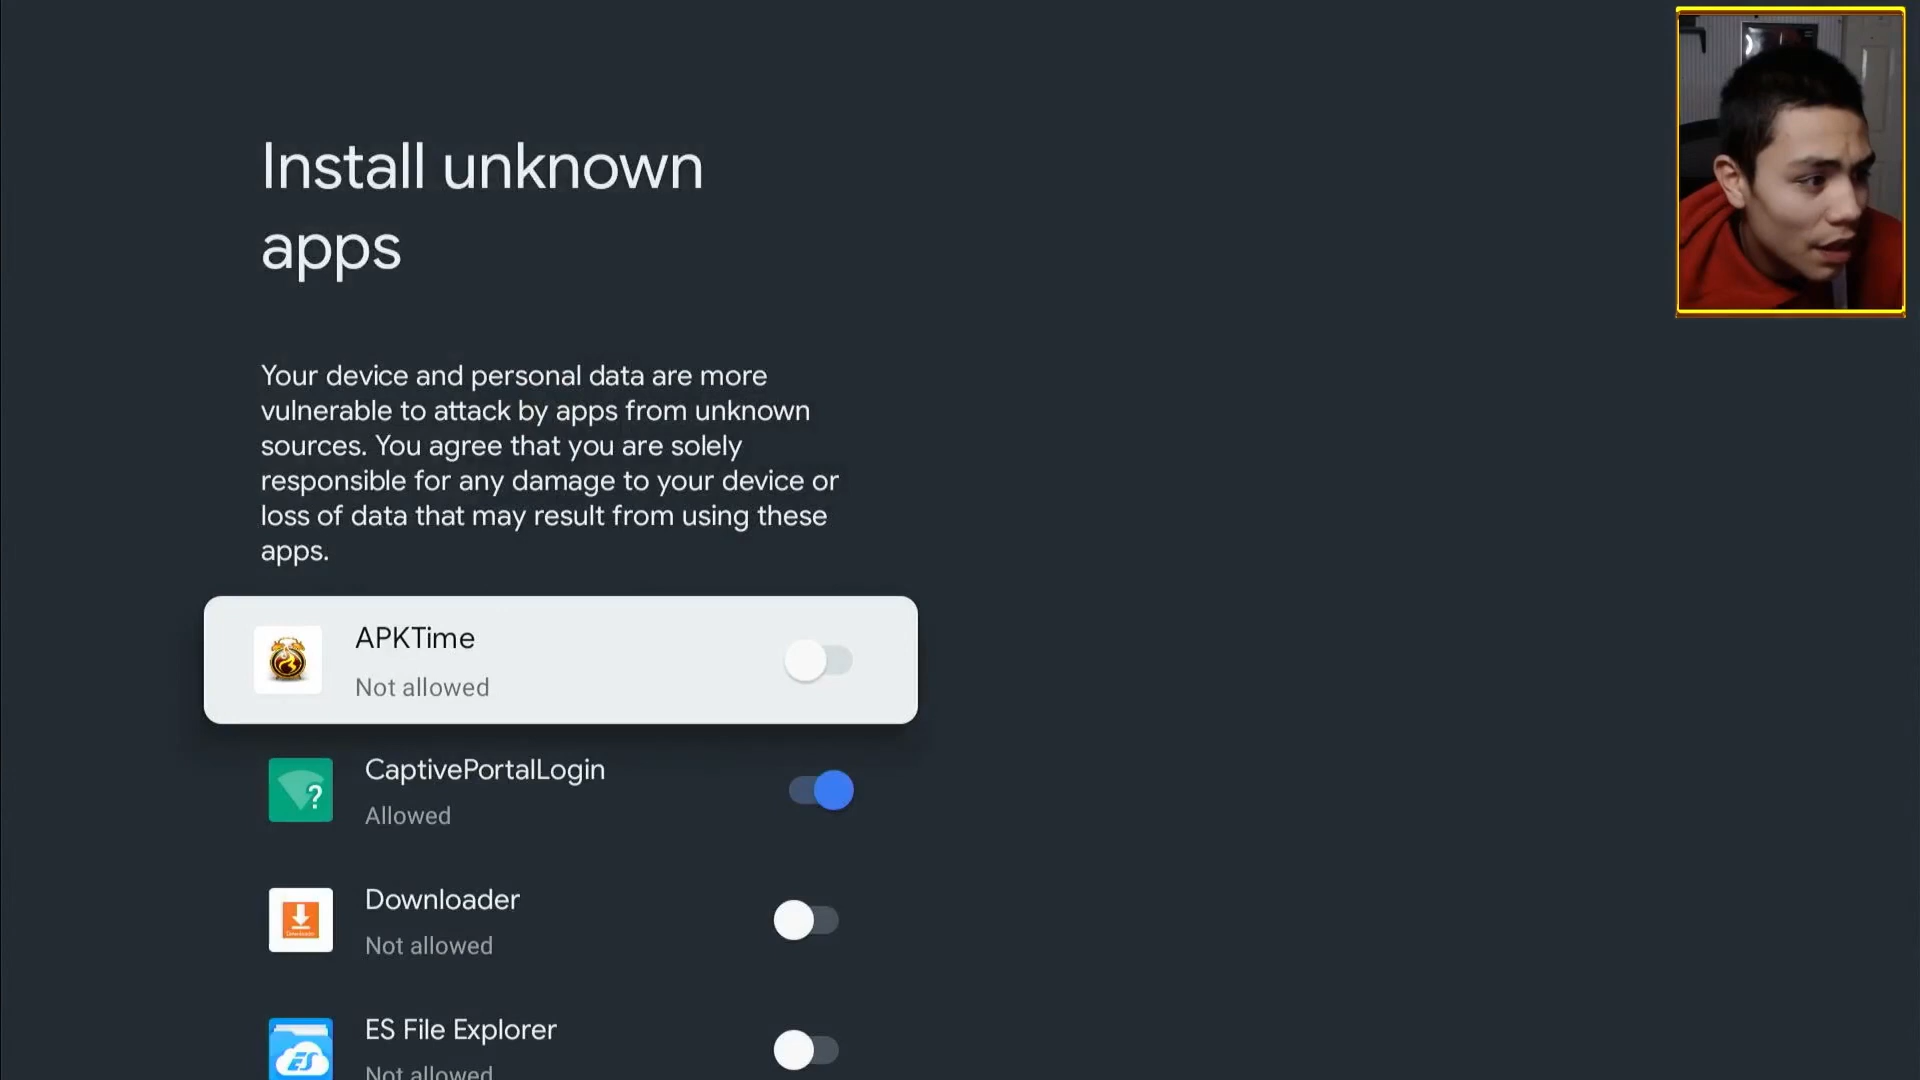 Install unknown
apps
Your device and personal data are more
vulnerable to attack by apps from unknown
sources. You agree that you are solely
responsible for any damage to your device or
loss of data that may result from using these
apps.
APKTime
Not allowed
?
CaptivePortalLogin
Allowed
Downloader
Not allowed
ES
ES File Explorer
Not allowed